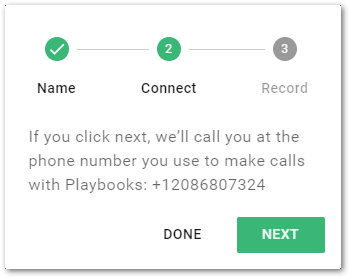 2
3
Name
Connect
Record
If you click next, we'll call you at the
phone number you use to make calls
with Playbooks: +12086807324
DONE
NEXT